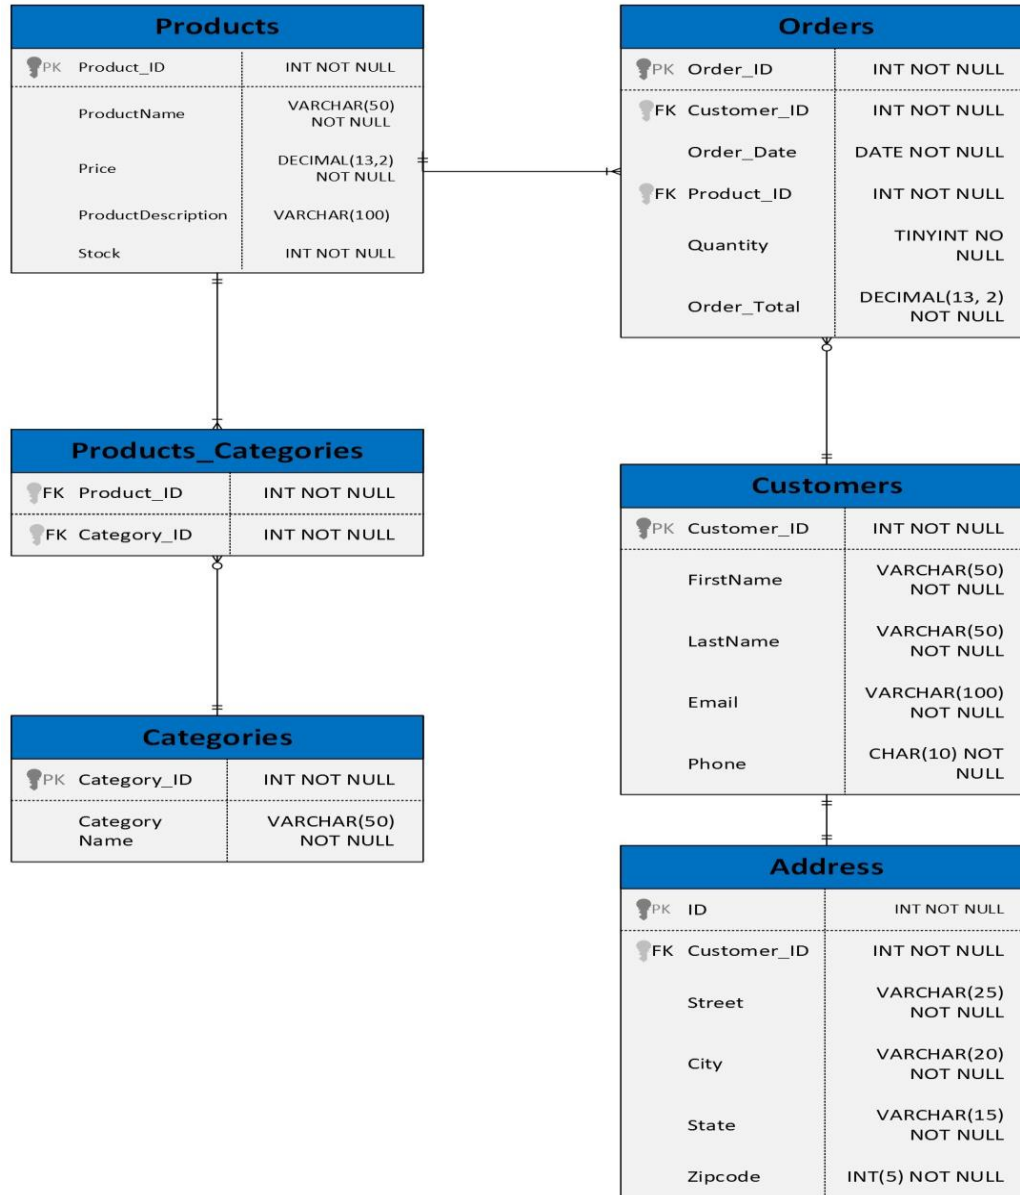 Products
PK Product_ID INT NOT NULL
ProductName VARCHAR(50)
NOT NULL
Price DECIMAL(13,2)
NOT NULL
ProductDescription VARCHAR(100)
Stock INT NOT NULL
Orders
PK Order_ID INT NOT NULL
FK Customer_ID INT NOT NULL
Order_Date DATE NOT NULL
FK Product_ID INT NOT NULL
Quantity TINYINT NO
NULL
Order_Total DECIMAL(13, 2)
NOT NULL
Products_Categories
FK Product_ID INT NOT NULL
FK Category_ID INT NOT NULL
Customers
PK Customer_ID INT NOT NULL
FirstName VARCHAR(50)
NOT NULL
LastName VARCHAR(50)
NOT NULL
Email VARCHAR(100)
NOT NULL
Phone CHAR(10) NOT
NULL
Categories
PK Category_ID INT NOT NULL
Category VARCHAR(50)
Name NOT NULL
Address
PK ID INT NOT NULL
FK Customer_ID INT NOT NULL
Street VARCHAR(25)
NOT NULL
City VARCHAR(20)
NOT NULL
State VARCHAR(15)
NOT NULL
Zipcode INT(5) NOT NULL